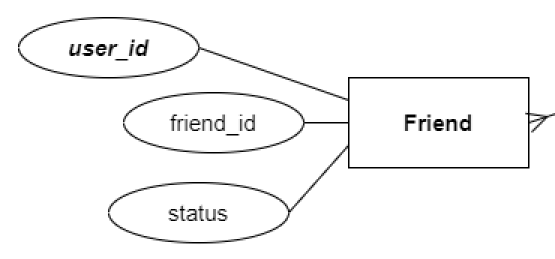 user_id
friend_id
Friend
status